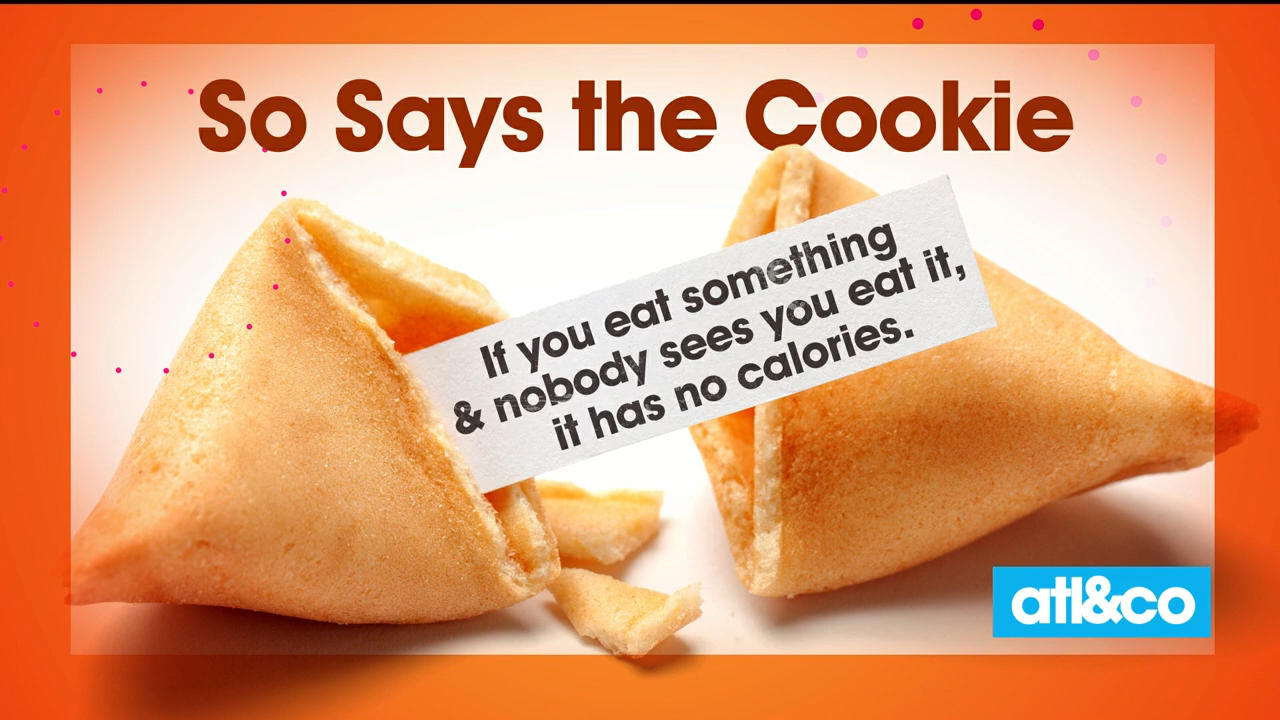 So Says the Cookie
If you eat something
& nobody sees you eat it,
it has no calories.
atl&co